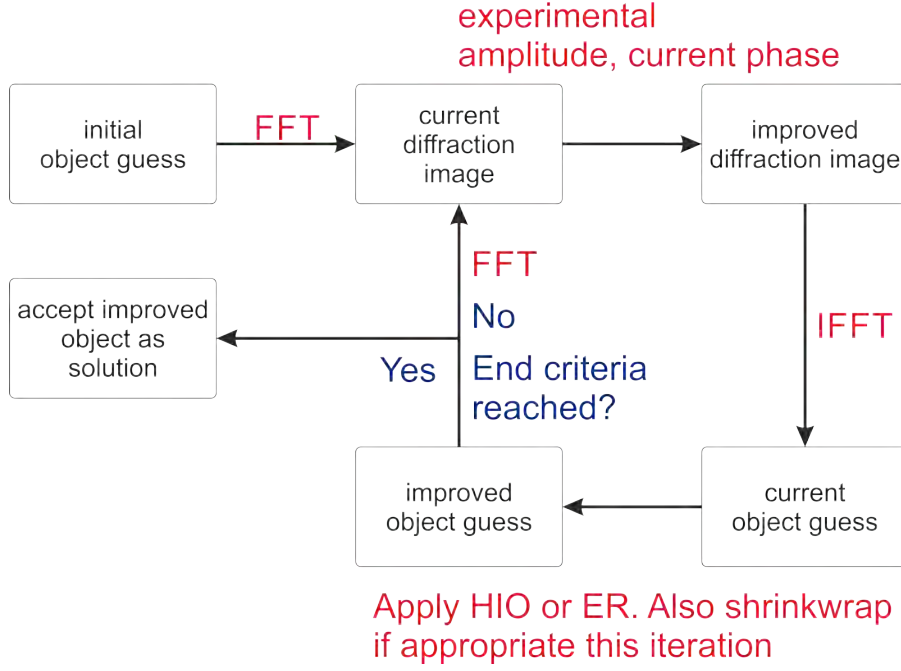 experimental
amplitude, current phase
initial
object guess
FFT
current
diffraction
image
improved
diffraction image
FFT
No
IFFT
accept improved
object as
solution
Yes
End criteria
reached?
improved
object guess
current
object guess
Apply HIO or ER. Also shrinkwrap
if appropriate this iteration